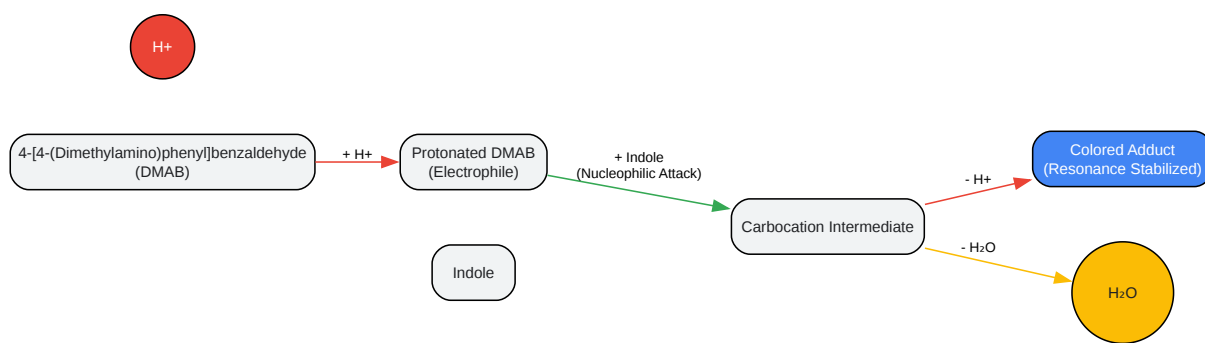 H+
4-[4-(Dimethylamino)phenyl]benzaldehyde
(DMAB)
+ H+
Protonated DMAB
(Electrophile)
+ Indole
(Nucleophilic Attack)
Indole
Carbocation Intermediate
- H+
Colored Adduct
(Resonance Stabilized)
- H₂O
H₂O